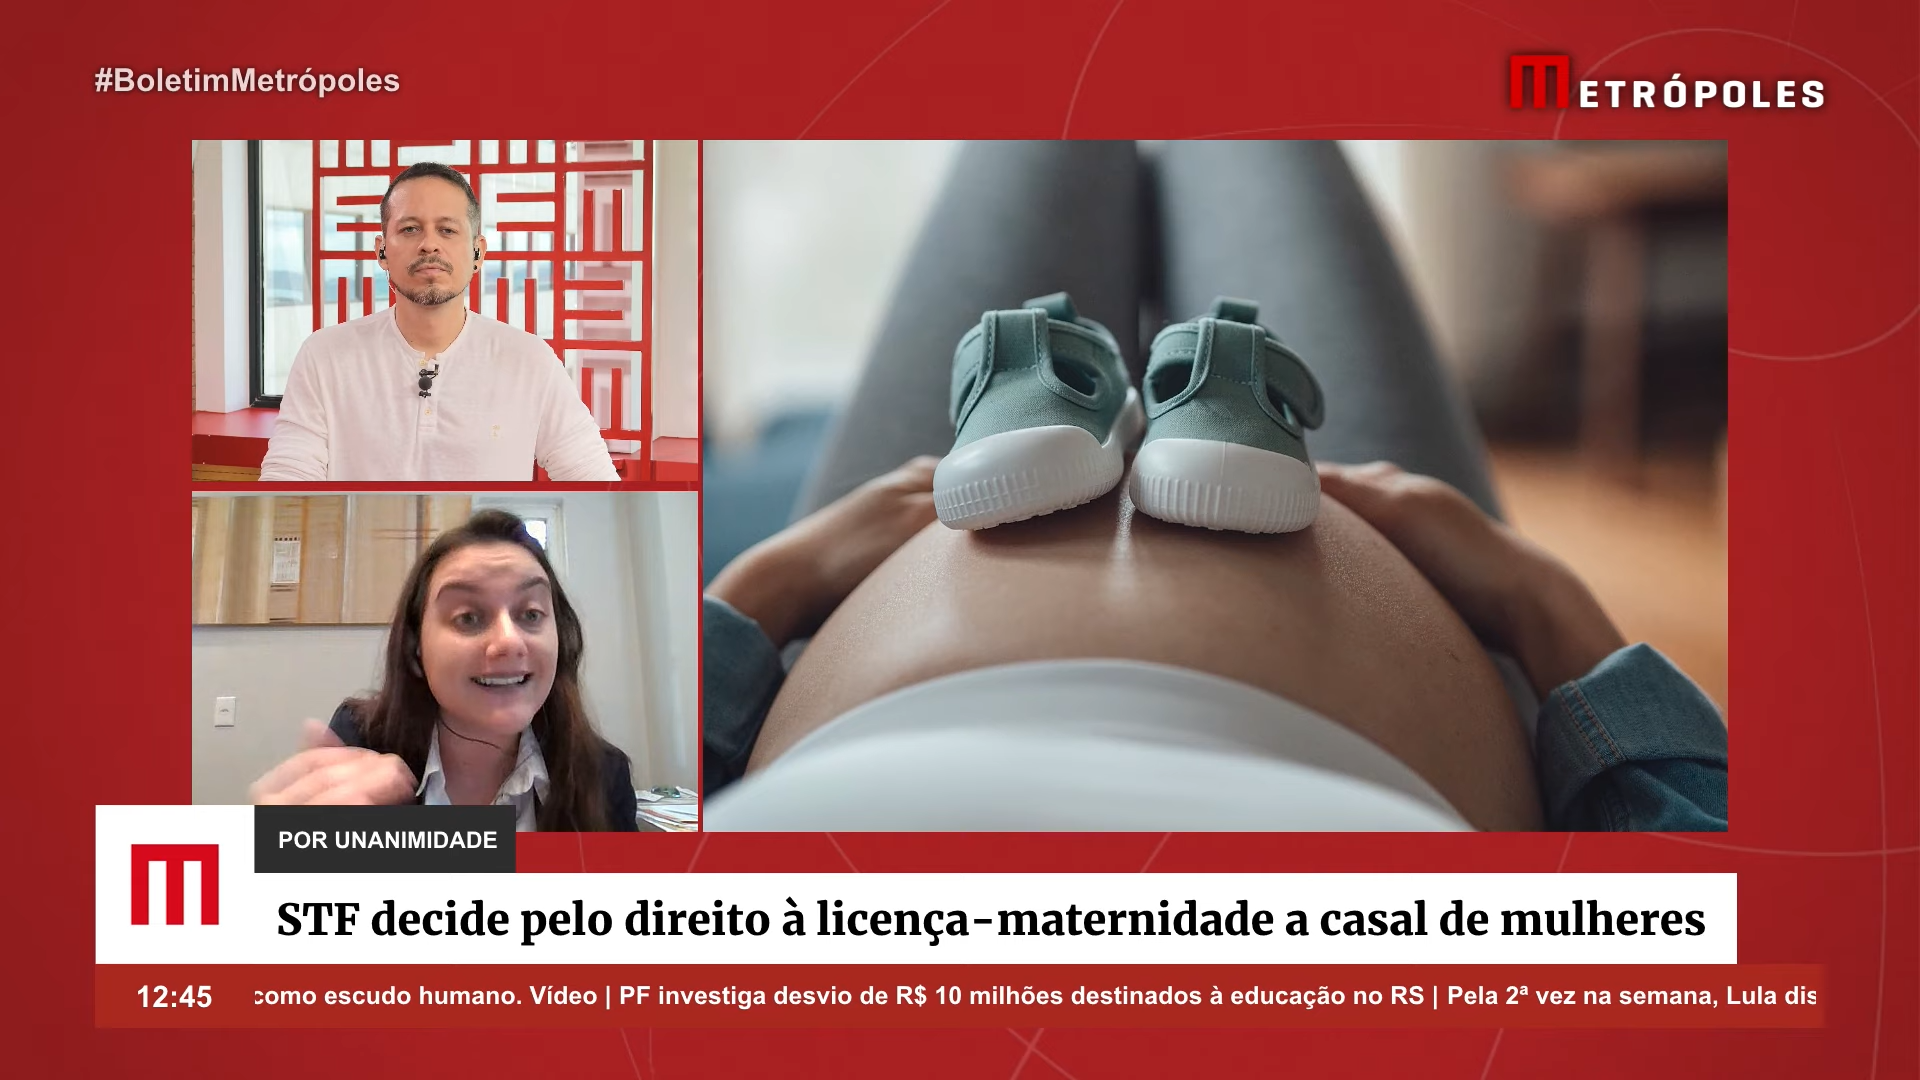 #BoletimMetrópoles
METRÓPOLES
POR UNANIMIDADE
STF decide pelo direito à licença-maternidade a casal de mulheres
12:45
como escudo humano. Vídeo | PF investiga desvio de R$ 10 milhões destinados à educação no RS | Pela 2ª vez na semana, Lula dis